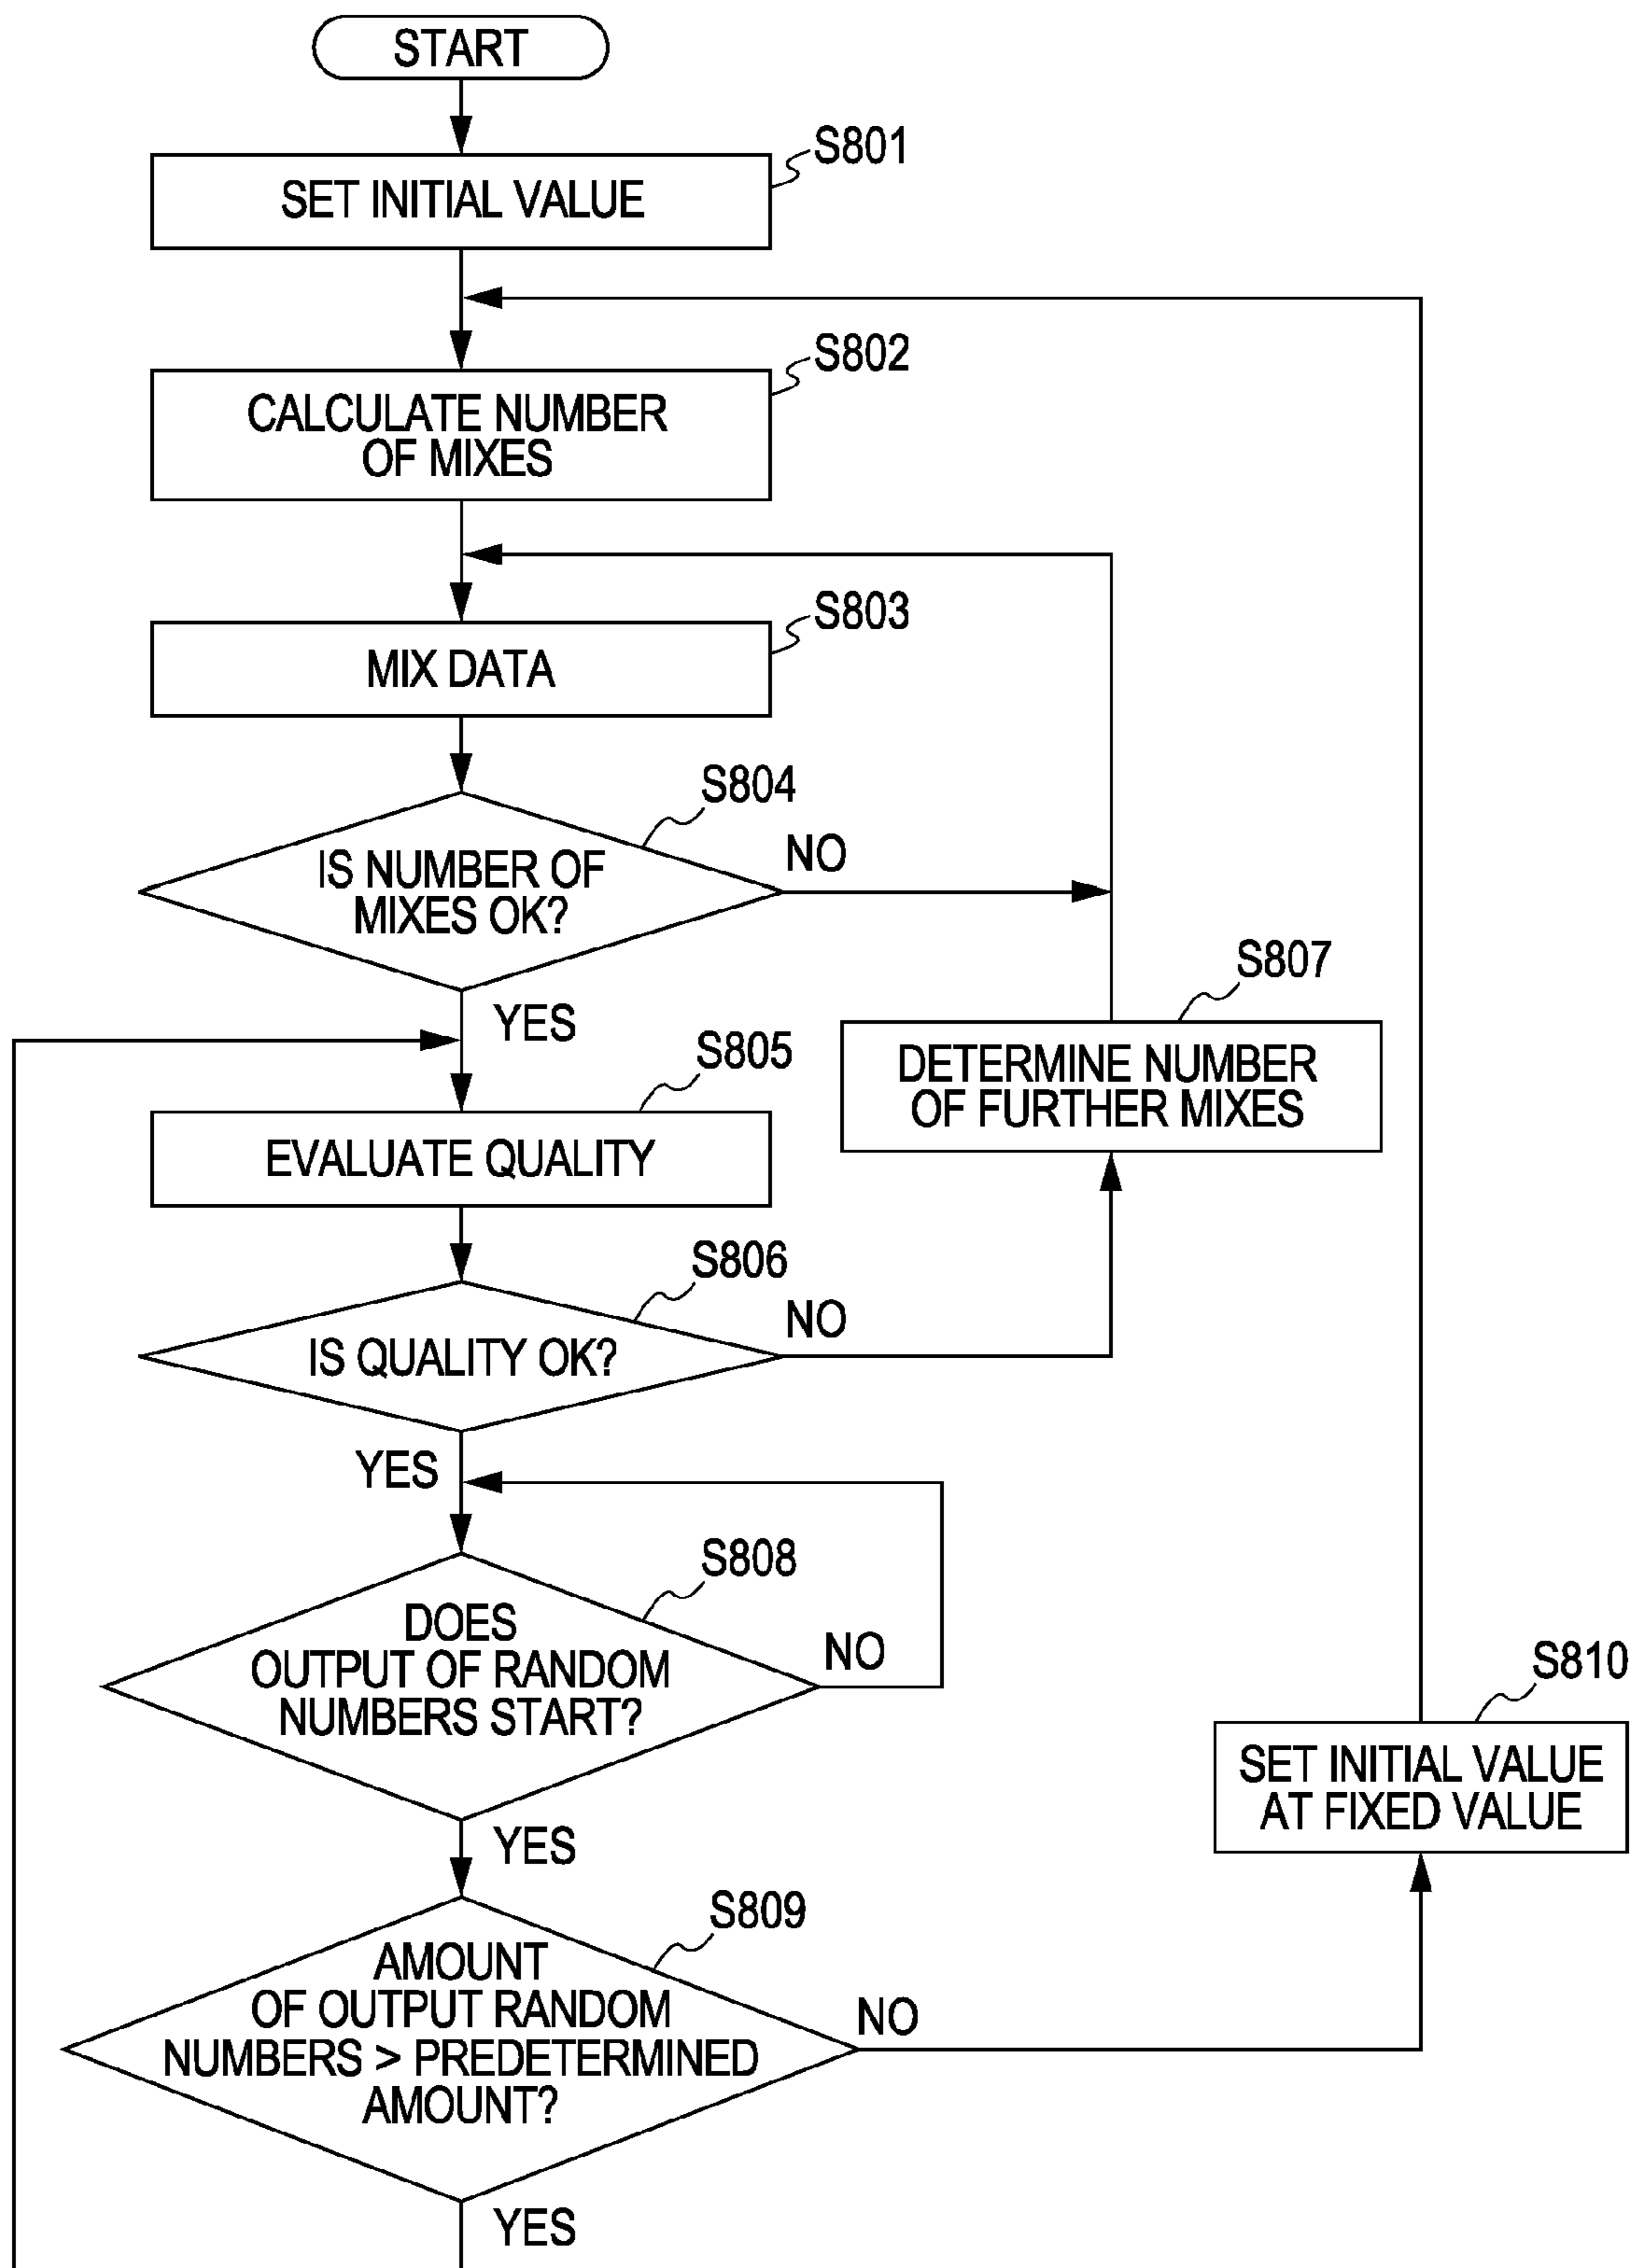 START
S801
SET INITIAL VALUE
S802
CALCULATE NUMBER
OF MIXES
S803
MIX DATA
S804
IS NUMBER OF
MIXES OK?
NO
YES
S807
DETERMINE NUMBER
OF FURTHER MIXES
S805
EVALUATE QUALITY
S806
IS QUALITY OK?
NO
YES
S808
DOES
OUTPUT OF RANDOM
NUMBERS START?
NO
YES
S810
SET INITIAL VALUE
AT FIXED VALUE
S809
AMOUNT
OF OUTPUT RANDOM
NUMBERS > PREDETERMINED
AMOUNT?
NO
YES